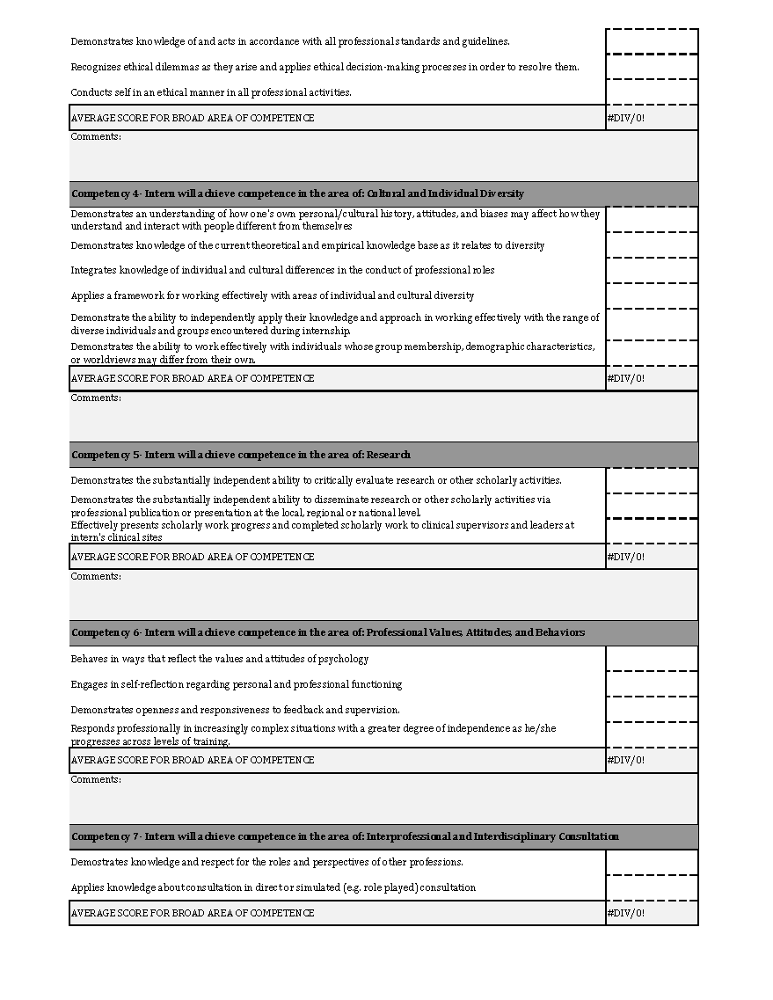 Demonstrates knowledge of and acts in accordance with all professional standards and guidelines.
Recognizes ethical dilemmas as they arise and applies ethical decision-making processes in order to resolve them.
Conducts self in an ethical manner in all professional activities.
AVERAGE SCORE FOR BROAD AREA OF COMPETENCE #DIV/0!
Comments:
Competency 4- Intern will achieve competence in the area of: Cultural and Individual Diversity
Demonstrates an understanding of how one's own personal/cultural history, attitudes, and biases may affect how they
understand and interact with people different from themselves
Demonstrates knowledge of the current theoretical and empirical knowledge base as it relates to diversity
Integrates knowledge of individual and cultural differences in the conduct of professional roles
Applies a framework for working effectively with areas of individual and cultural diversity
Demonstrate the ability to independently apply their knowledge and approach in working effectively with the range of
diverse individuals and groups encountered during internship.
Demonstrates the ability to work effectively with individuals whose group membership, demographic characteristics,
or worldviews may differ from their own.
AVERAGE SCORE FOR BROAD AREA OF COMPETENCE #DIV/0!
Comments:
Competency 5- Intern will achieve competence in the area of: Research
Demonstrates the substantially independent ability to critically evaluate research or other scholarly activities.
Demonstrates the substantially independent ability to disseminate research or other scholarly activities via
professional publication or presentation at the local, regional or national level.
Effectively presents scholarly work progress and completed scholarly work to clinical supervisors and leaders at
intern's clinical sites
AVERAGE SCORE FOR BROAD AREA OF COMPETENCE #DIV/0!
Comments:
Competency 6- Intern will achieve competence in the area of: Professional Values, Attitudes, and Behaviors
Behaves in ways that reflect the values and attitudes of psychology
Engages in self-reflection regarding personal and professional functioning
Demonstrates openness and responsiveness to feedback and supervision.
Responds professionally in increasingly complex situations with a greater degree of independence as he/she
progresses across levels of training.
AVERAGE SCORE FOR BROAD AREA OF COMPETENCE #DIV/0!
Comments:
Competency 7- Intern will achieve competence in the area of: Interprofessional and Interdisciplinary Consultation
Demostrates knowledge and respect for the roles and perspectives of other professions.
Applies knowledge about consultation in direct or simulated (e.g. role played) consultation
AVERAGE SCORE FOR BROAD AREA OF COMPETENCE #DIV/0!